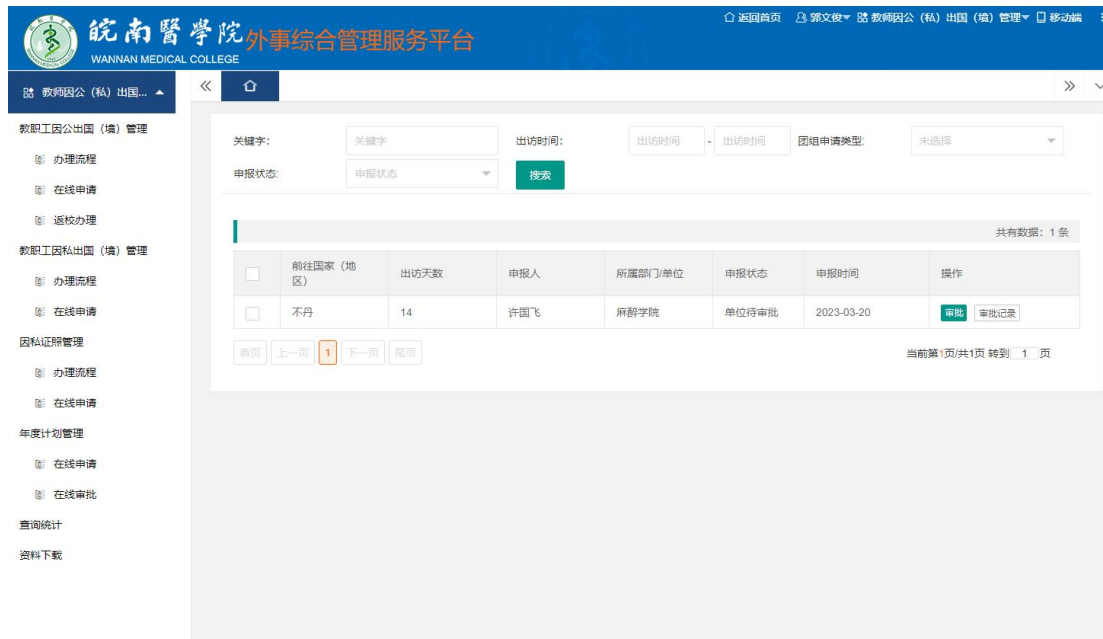 返回首页 郭文俊 教师因公（私）出国（境）管理 移动端
皖南醫學院外事综合管理服务平台
WANNAN MEDICAL COLLEGE
教师因公（私）出国...
教职工因公出国（境）管理
办理流程
在线申请
返校办理
教职工因私出国（境）管理
办理流程
在线申请
因私证照管理
办理流程
在线申请
年度计划管理
在线申请
在线审批
查询统计
资料下载
关键字： 关键字 出访时间： 出访时间 - 出访时间 团组申请类型: 未选择
申报状态: 申报状态 搜索
共有数据：1 条
前往国家（地区） 出访天数 申报人 所属部门/单位 申报状态 申报时间 操作
不丹 14 许国飞 麻醉学院 单位待审批 2023-03-20 审批 审批记录
首页 上一页 1 下一页 尾页 当前第1页/共1页 转到 1 页